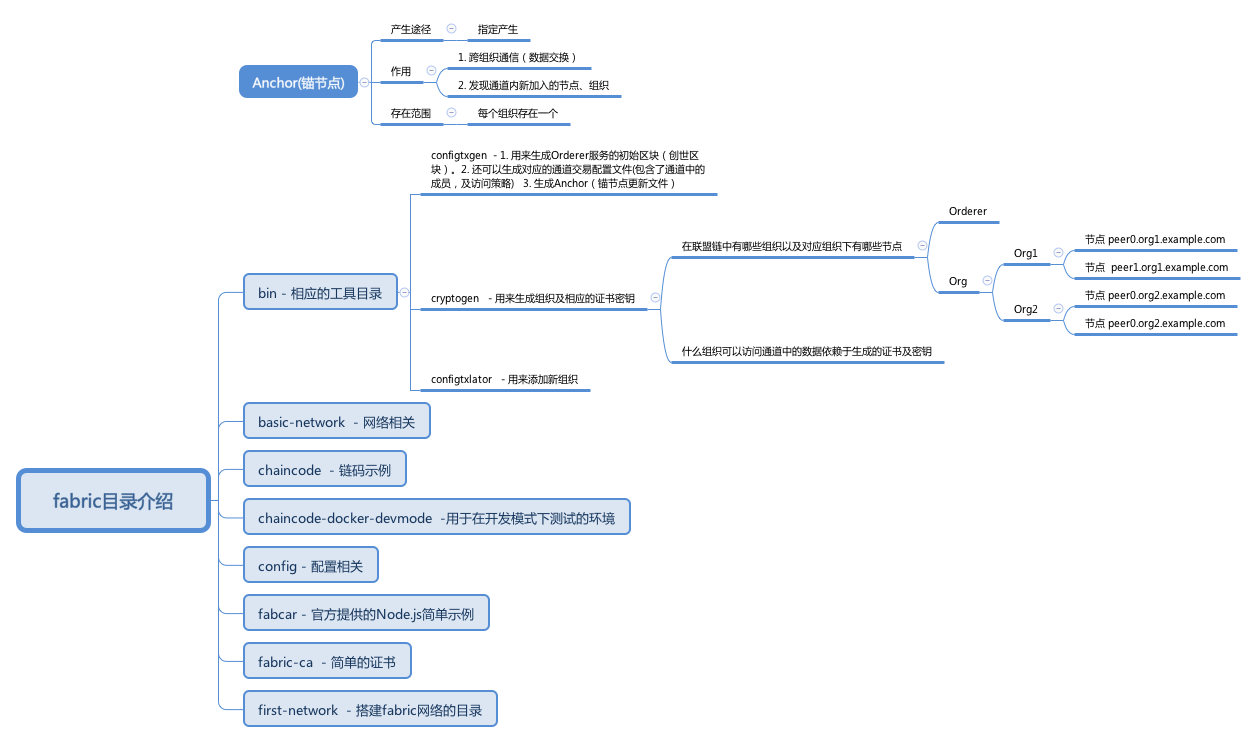 产生途径
指定产生
Anchor(锚节点)
作用
1. 跨组织通信（数据交换）
2. 发现通道内新加入的节点、组织
存在范围
每个组织存在一个
fabric目录介绍
bin - 相应的工具目录
configtxgen  - 1. 用来生成Orderer服务的初始区块（创世区
块）。2. 还可以生成对应的通道交易配置文件(包含了通道中的
成员，及访问策略)   3. 生成Anchor（锚节点更新文件）
cryptogen   - 用来生成组织及相应的证书密钥
在联盟链中有哪些组织以及对应组织下有哪些节点
Orderer
Org
Org1
节点 peer0.org1.example.com
节点  peer1.org1.example.com
Org2
节点 peer0.org2.example.com
节点 peer0.org2.example.com
什么组织可以访问通道中的数据依赖于生成的证书及密钥
configtxlator   - 用来添加新组织
basic-network  - 网络相关
chaincode  - 链码示例
chaincode-docker-devmode  -用于在开发模式下测试的环境
config - 配置相关
fabcar - 官方提供的Node.js简单示例
fabric-ca  - 简单的证书
first-network  - 搭建fabric网络的目录